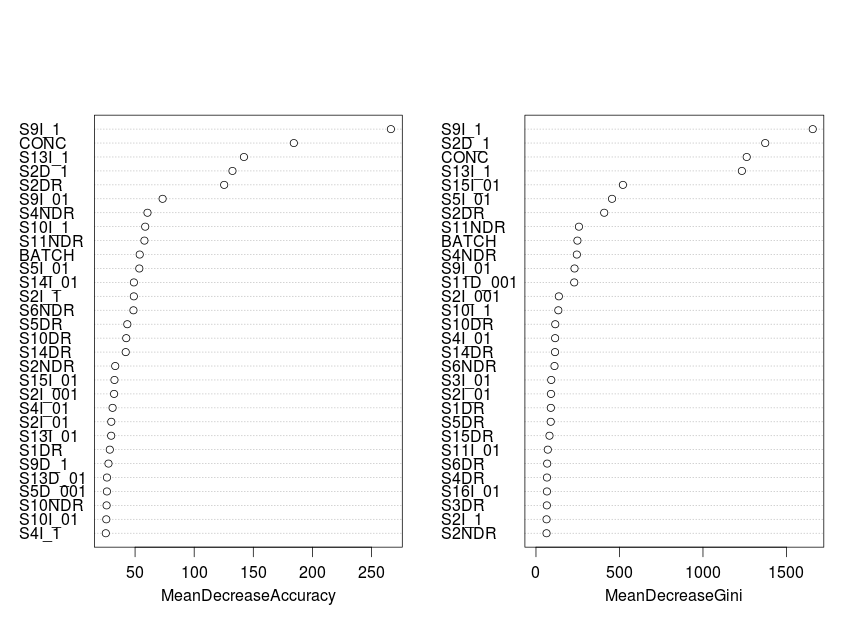 S9I_1
CONC
S13I_1
S2D_1
S2DR
S9I_01
S4NDR
S10I_1
S11NDR
BATCH
S5I_01
S14I_01
S2I_1
S6NDR
S5DR
S10DR
S14DR
S2NDR
S15I_01
S2I_001
S4I_01
S2I_01
S13I_01
S1DR
S9D_1
S13D_01
S5D_001
S10NDR
S10I_01
S4I_1
50 100 150 200 250
MeanDecreaseAccuracy
S9I_1
S2D_1
CONC
S13I_1
S15I_01
S5I_01
S2DR
S11NDR
BATCH
S4NDR
S9I_01
S11D_001
S2I_001
S10I_1
S10DR
S4I_01
S14DR
S6NDR
S3I_01
S2I_01
S1DR
S5DR
S15DR
S11I_01
S6DR
S4DR
S16I_01
S3DR
S2I_1
S2NDR
0 500 1000 1500
MeanDecreaseGini